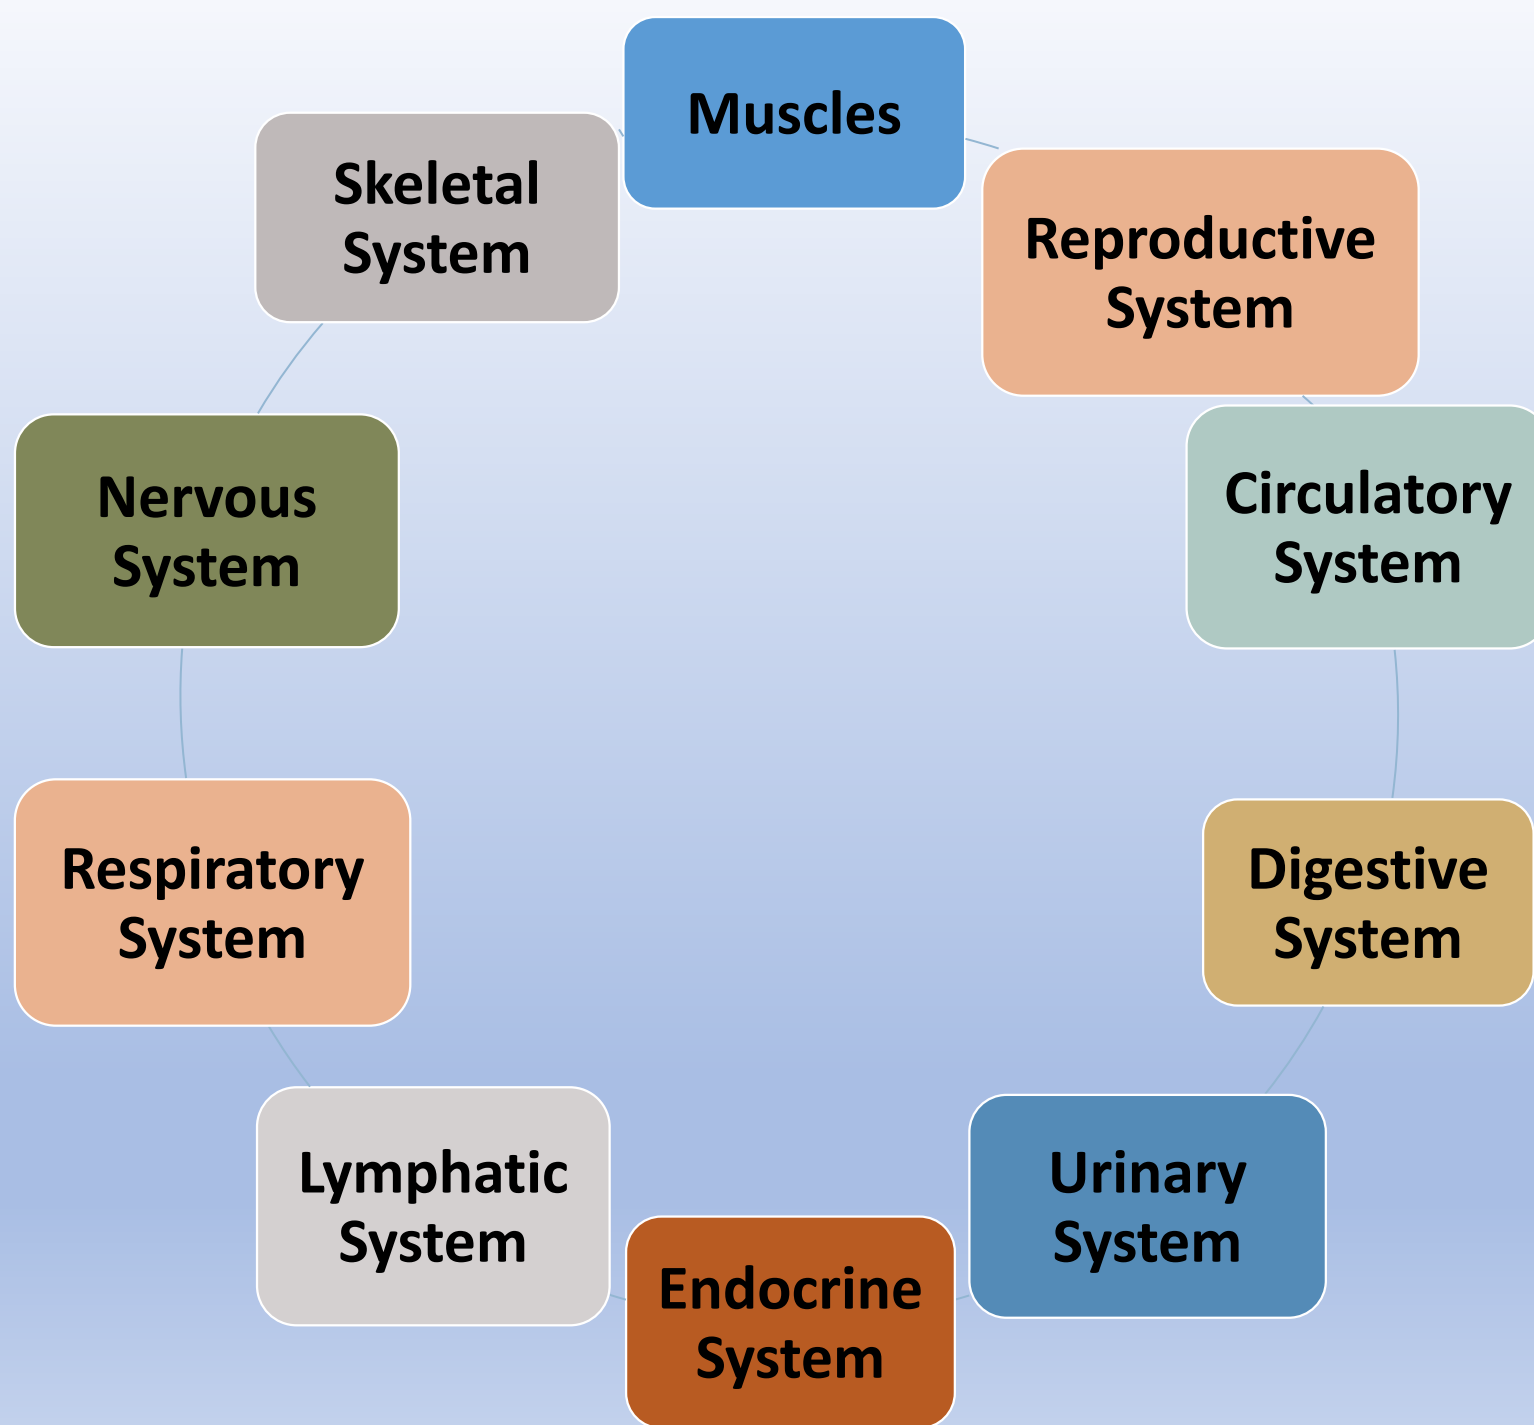 Muscles
Skeletal
System
Reproductive
System
Nervous
System
Circulatory
System
Respiratory
System
Digestive
System
Lymphatic
System
Urinary
System
Endocrine
System